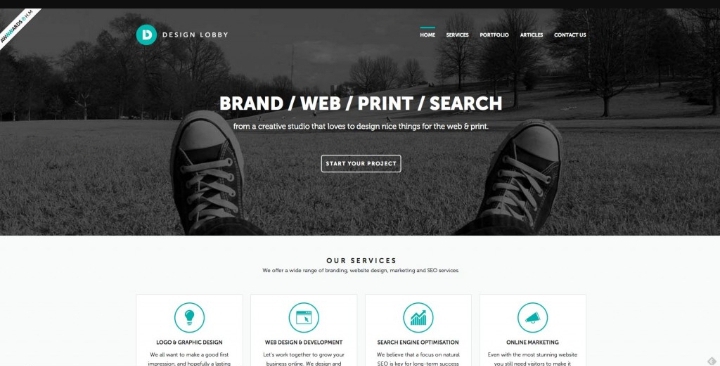 DESIGN LOBBY
HOME SERVICES PORTFOLIO ARTICLES CONTACT US
BRAND / WEB / PRINT / SEARCH
from a creative studio that loves to design nice things for the web & print.
START YOUR PROJECT
OUR SERVICES
We offer a wide range of branding, website design, marketing and SEO services
LOGO & GRAPHIC DESIGN
We all want to make a good first
impression, and hopefully a lasting
WEB DESIGN & DEVELOPMENT
Let's work together to grow your
business online. We design and
SEARCH ENGINE OPTIMISATION
We believe that a focus on natural
SEO is key for long-term success
ONLINE MARKETING
Even with the most stunning website
you still need visitors to make it